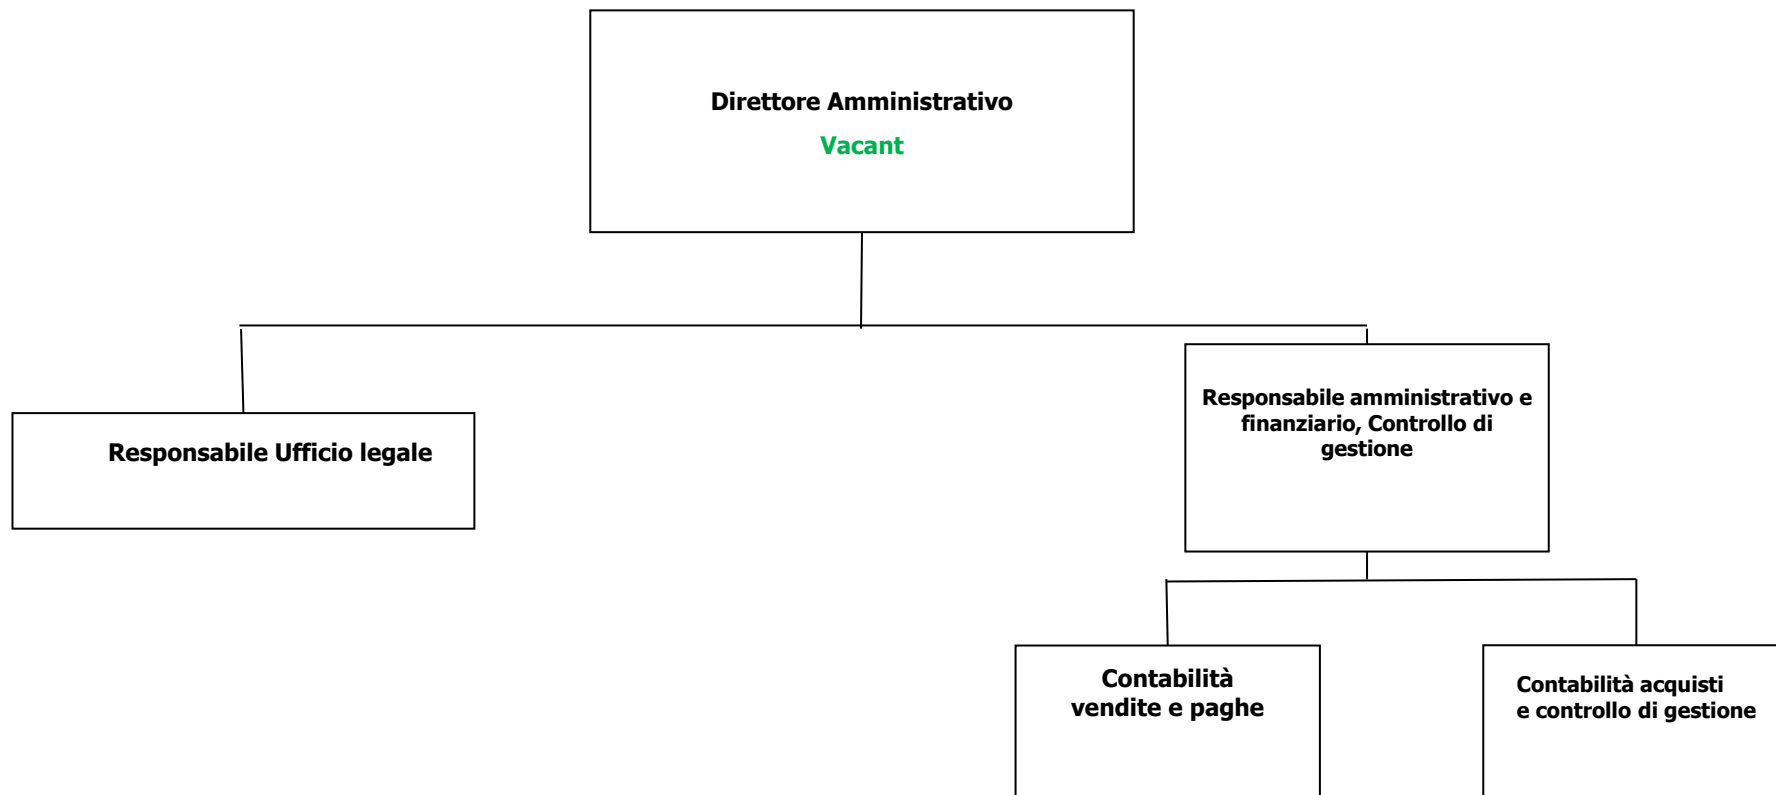 Direttore Amministrativo
Vacant
Responsabile Ufficio legale
Responsabile amministrativo e
finanziario, Controllo di
gestione
Contabilità
vendite e paghe
Contabilità acquisti
e controllo di gestione